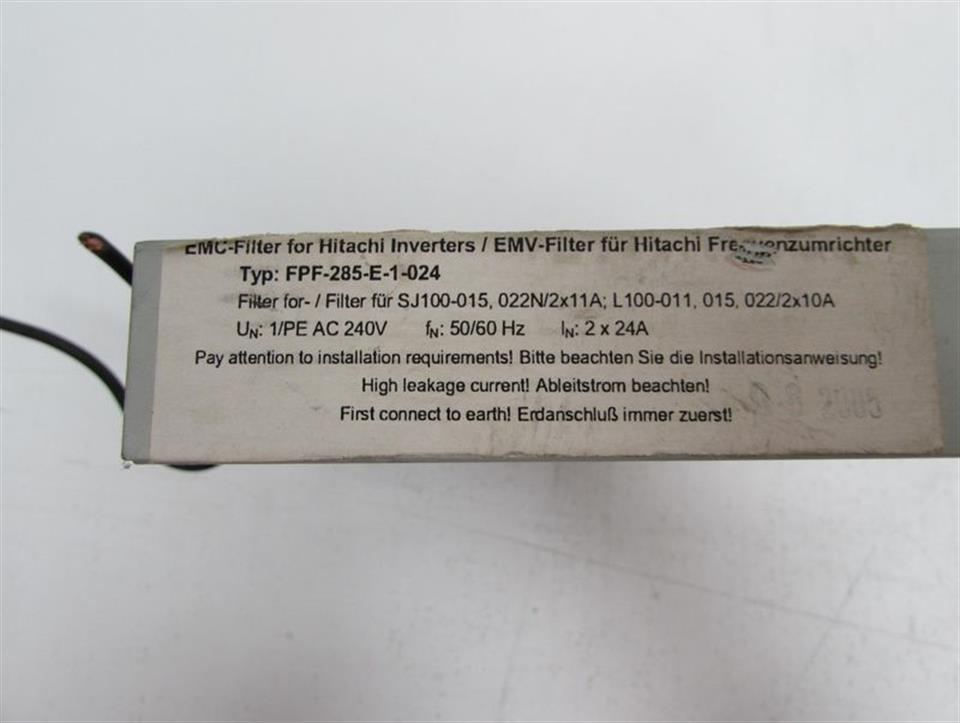 EMC-Filter for Hitachi Inverters / EMV-Filter für Hitachi Frequenzumrichter
Typ: FPF-285-E-1-024
Filter for- / Filter für SJ100-015, 022N/2x11A; L100-011, 015, 022/2x10A
UN: 1/PE AC 240V fN: 50/60 Hz IN: 2 x 24A
Pay attention to installation requirements! Bitte beachten Sie die Installationsanweisung!
High leakage current! Ableitstrom beachten!
First connect to earth! Erdanschluß immer zuerst!